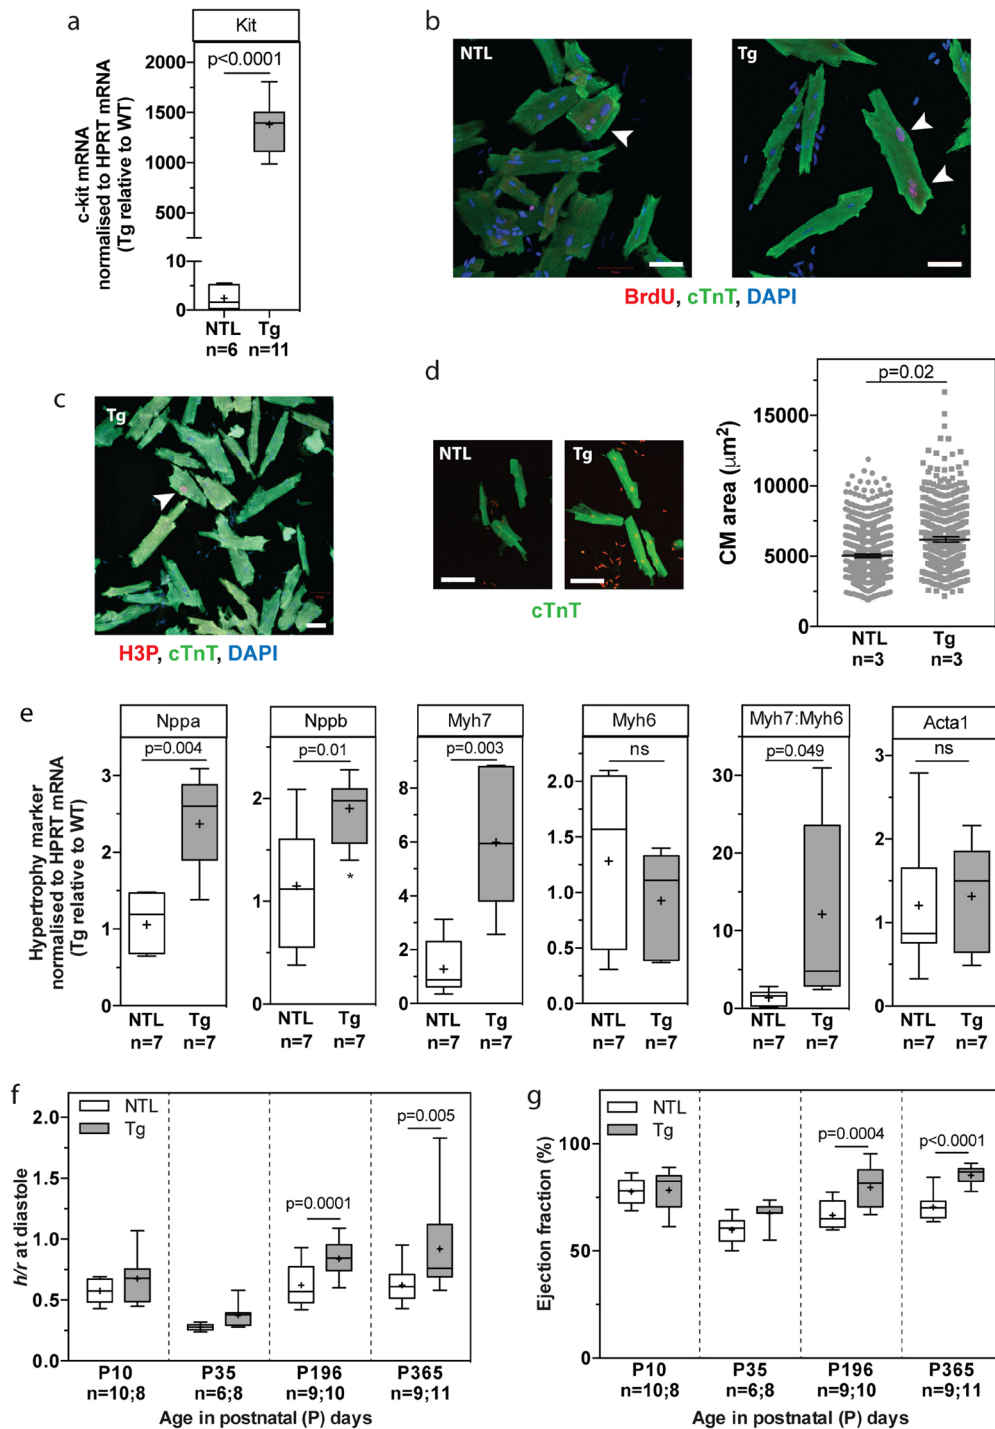 a
Kit
p<0.0001
c-kit mRNA
normalised to HPRT mRNA
(Tg relative to WT)
2000
1500
1000
500
10
5
0
NTL Tg
n=6 n=11
b
NTL
Tg
BrdU, cTnT, DAPI
c
Tg
H3P, cTnT, DAPI
d
NTL
Tg
cTnT
p=0.02
CM area (μm²)
15000
10000
5000
0
NTL Tg
n=3 n=3
e
Hypertrophy marker
normalised to HPRT mRNA
(Tg relative to WT)
Nppa
p=0.004
3
2
1
0
NTL Tg
n=7 n=7
Nppb
p=0.01
2
1
0
*
NTL Tg
n=7 n=7
Myh7
p=0.003
8
6
4
2
0
NTL Tg
n=7 n=7
Myh6
ns
2.0
1.5
1.0
0.5
0.0
NTL Tg
n=7 n=7
Myh7:Myh6
p=0.049
30
20
10
0
NTL Tg
n=7 n=7
Acta1
ns
3
2
1
0
NTL Tg
n=7 n=7
f
NTL
Tg
h/r at diastole
2.0
1.5
1.0
0.5
0.0
p=0.0001
p=0.005
P10 P35 P196 P365
n=10;8 n=6;8 n=9;10 n=9;11
Age in postnatal (P) days
g
NTL
Tg
Ejection fraction (%)
100
50
0
p=0.0004
p<0.0001
P10 P35 P196 P365
n=10;8 n=6;8 n=9;10 n=9;11
Age in postnatal (P) days